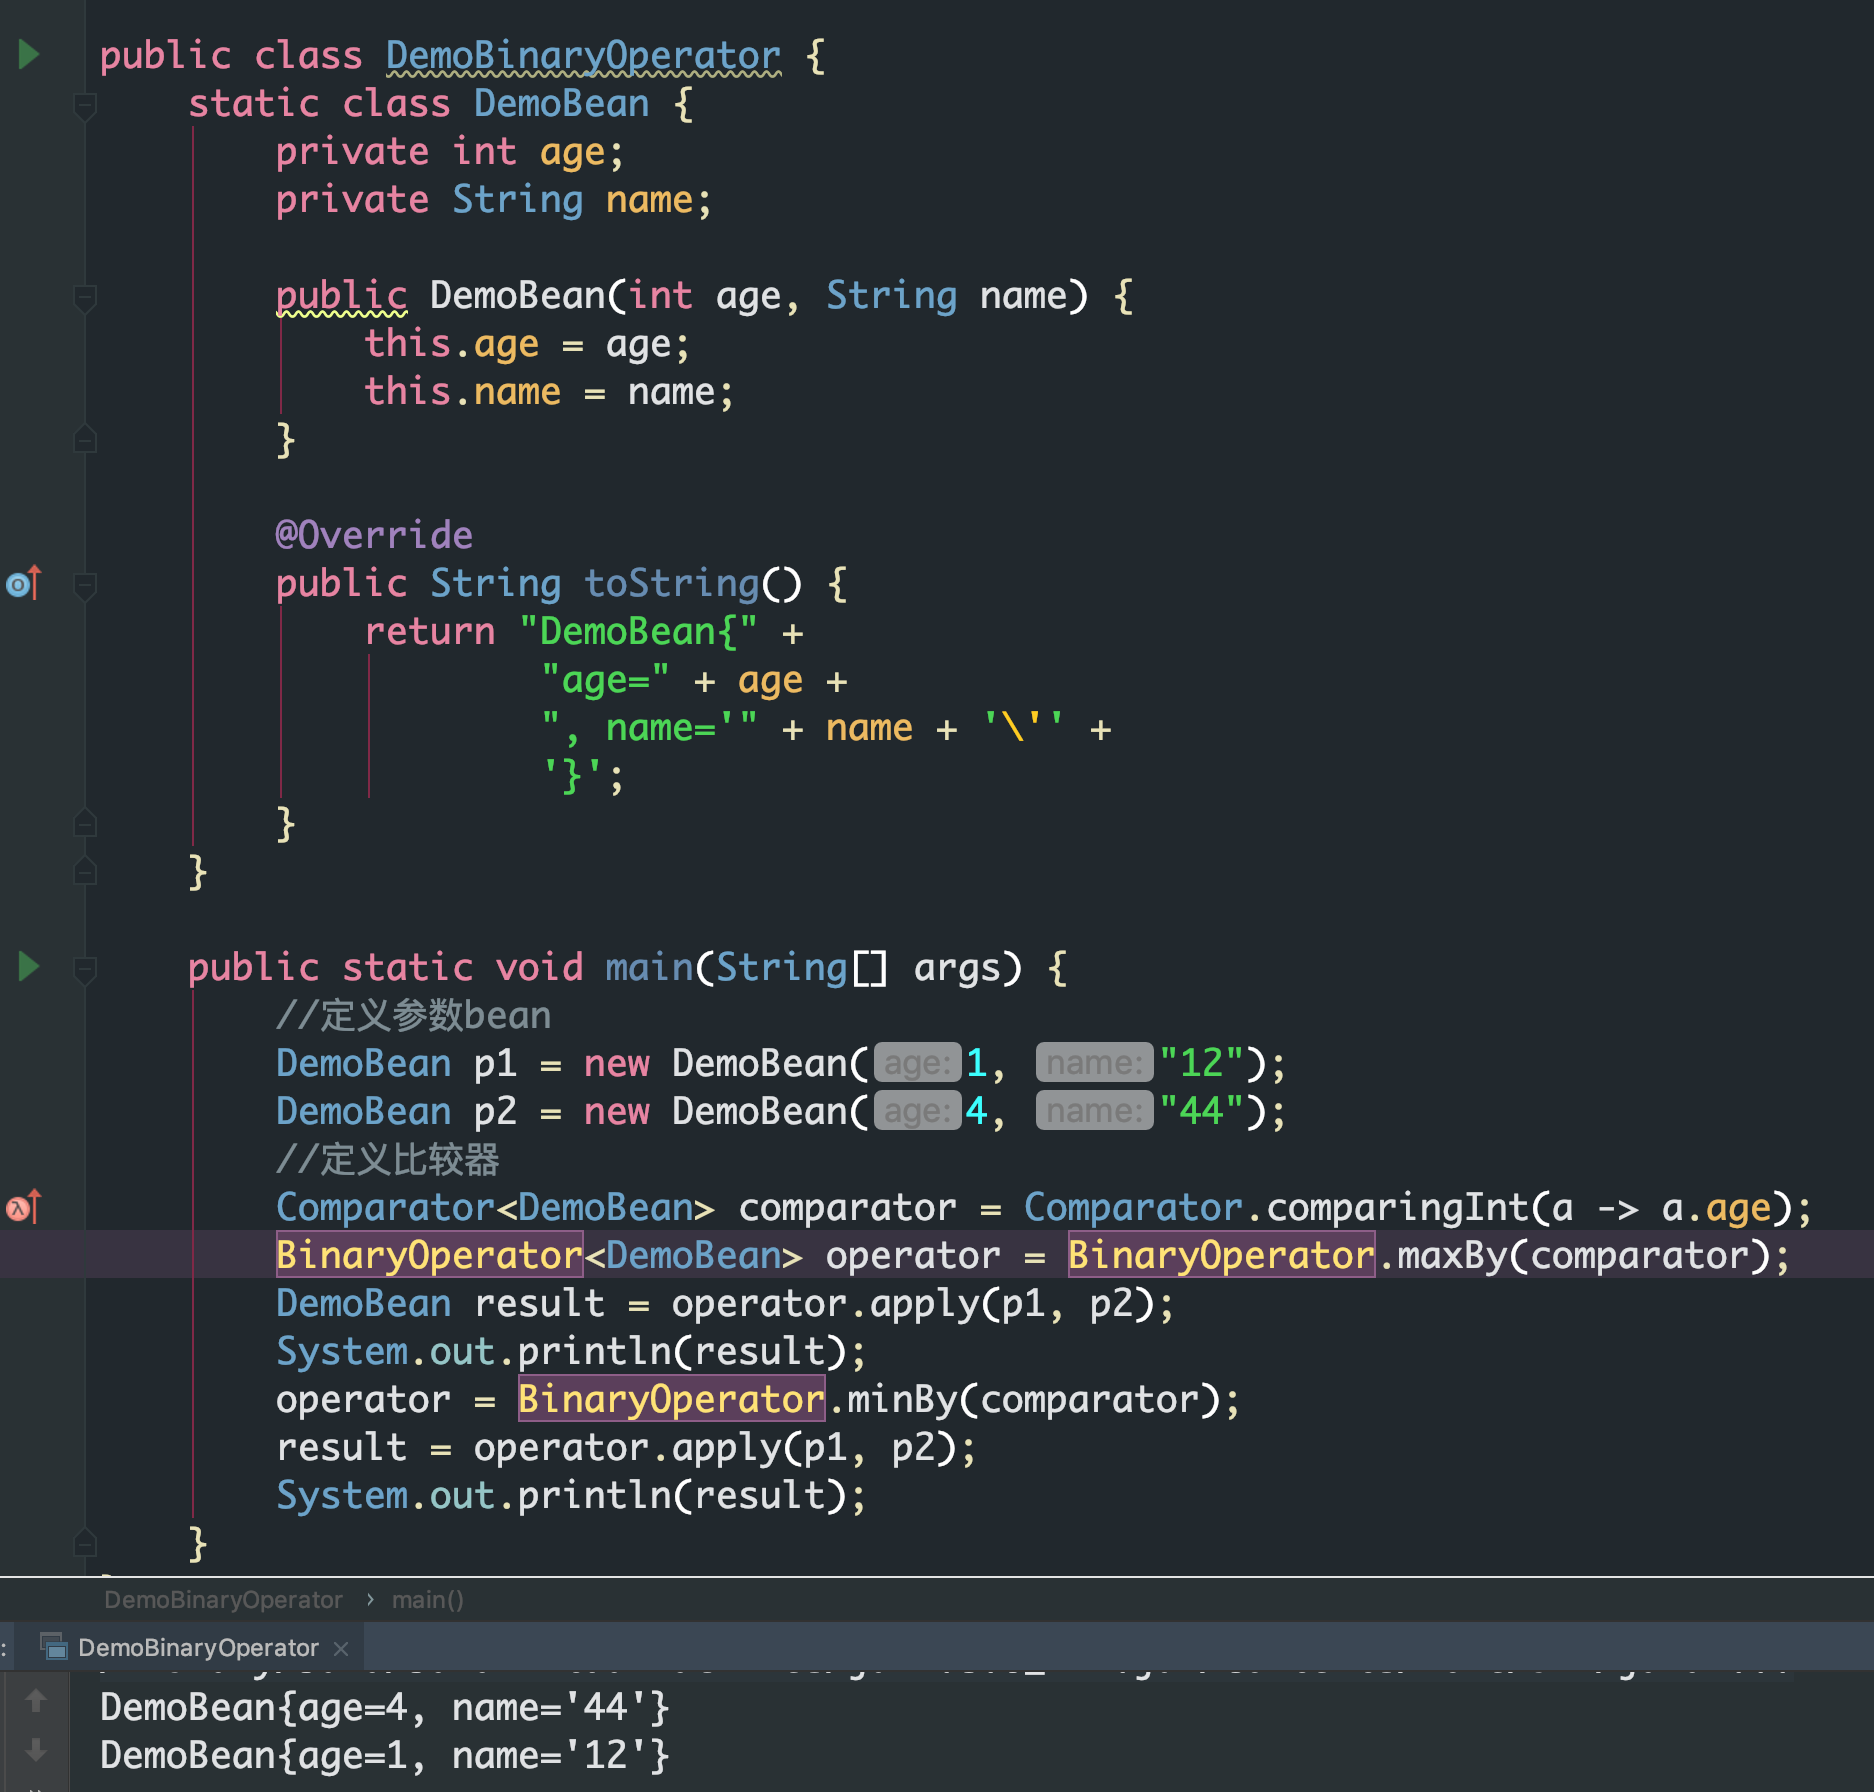 public class DemoBinaryOperator {
    static class DemoBean {
        private int age;
        private String name;

        public DemoBean(int age, String name) {
            this.age = age;
            this.name = name;
        }

        @Override
        public String toString() {
            return "DemoBean{" +
                    "age=" + age +
                    ", name='" + name + '\'' +
                    '}';
        }
    }

    public static void main(String[] args) {
        //定义参数bean
        DemoBean p1 = new DemoBean(age: 1, name: "12");
        DemoBean p2 = new DemoBean(age: 4, name: "44");
        //定义比较器
        Comparator<DemoBean> comparator = Comparator.comparingInt(a -> a.age);
        BinaryOperator<DemoBean> operator = BinaryOperator.maxBy(comparator);
        DemoBean result = operator.apply(p1, p2);
        System.out.println(result);
        operator = BinaryOperator.minBy(comparator);
        result = operator.apply(p1, p2);
        System.out.println(result);
    }
DemoBinaryOperator › main()
: DemoBinaryOperator ×
DemoBean{age=4, name='44'}
DemoBean{age=1, name='12'}